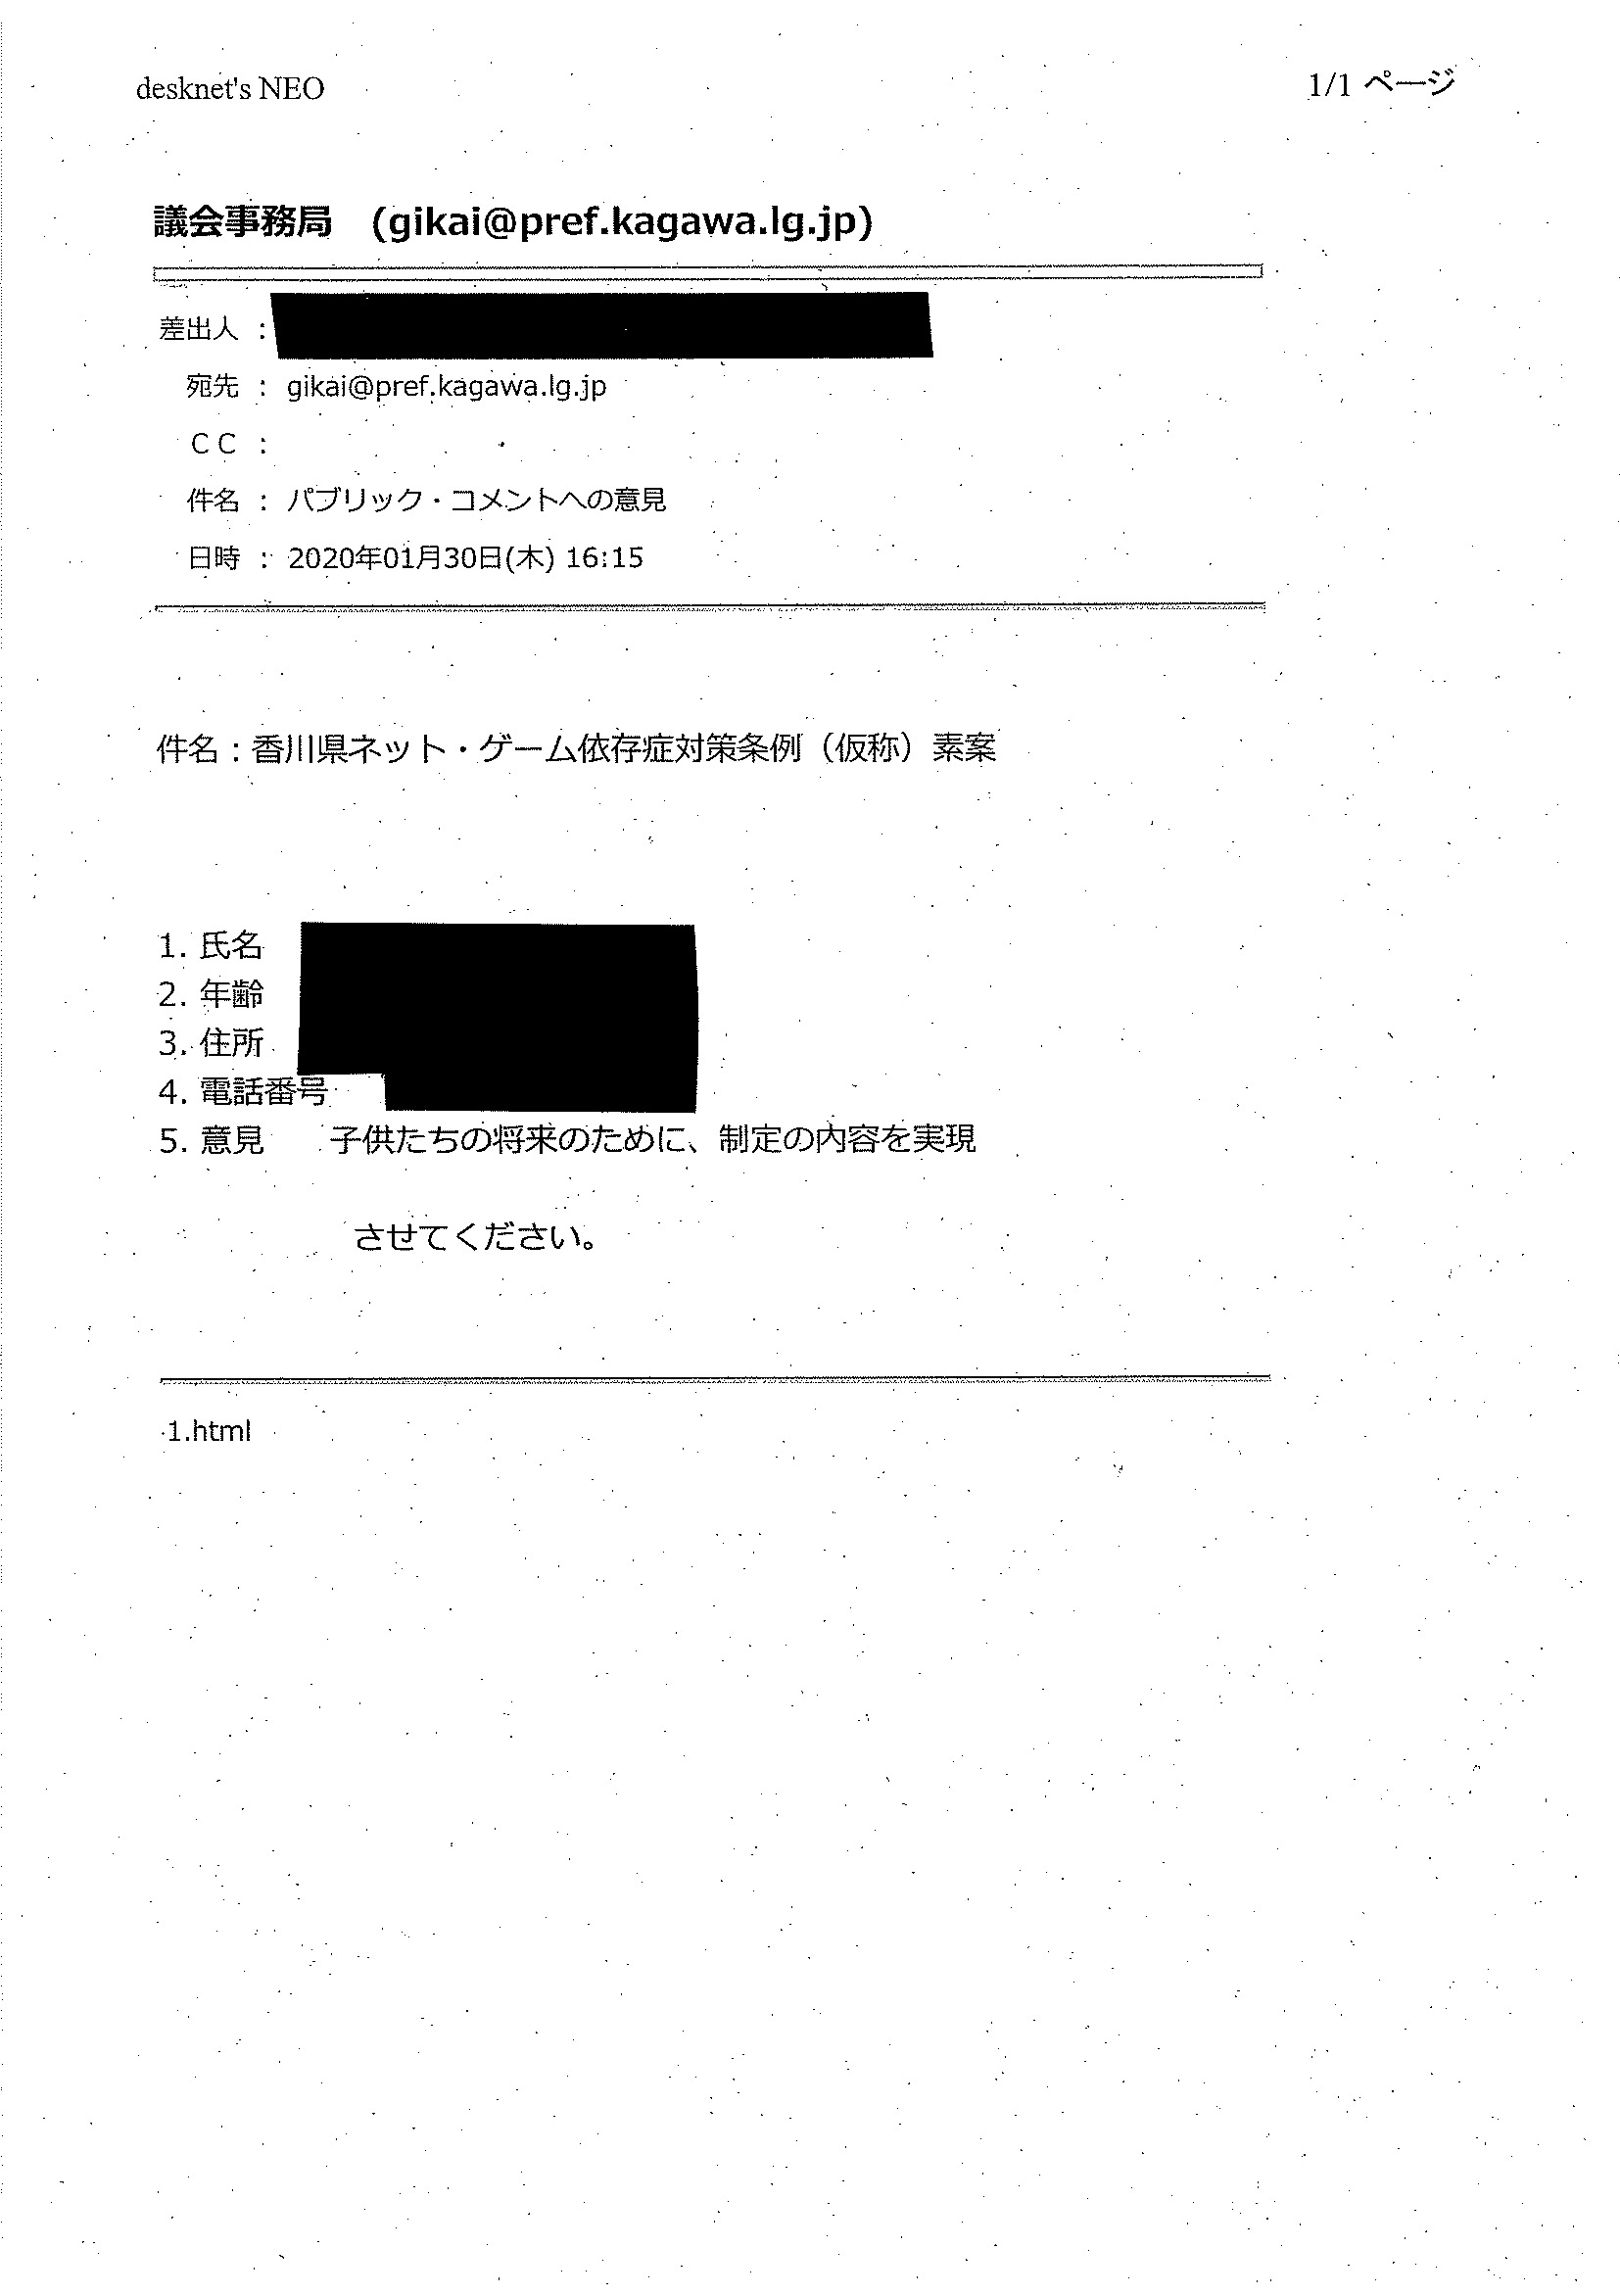 desknet's NEO
1/1 ページ
議会事務局 (gikai@pref.kagawa.lg.jp)
差出人 :
宛先 : gikai@pref.kagawa.lg.jp
CC :
件名 : パブリック・コメントへの意見
日時 : 2020年01月30日(木) 16:15
件名：香川県ネット・ゲーム依存症対策条例（仮称）素案
1. 氏名
2. 年齢
3. 住所
4. 電話番号
5. 意見 子供たちの将来のために、制定の内容を実現
させてください。
1.html